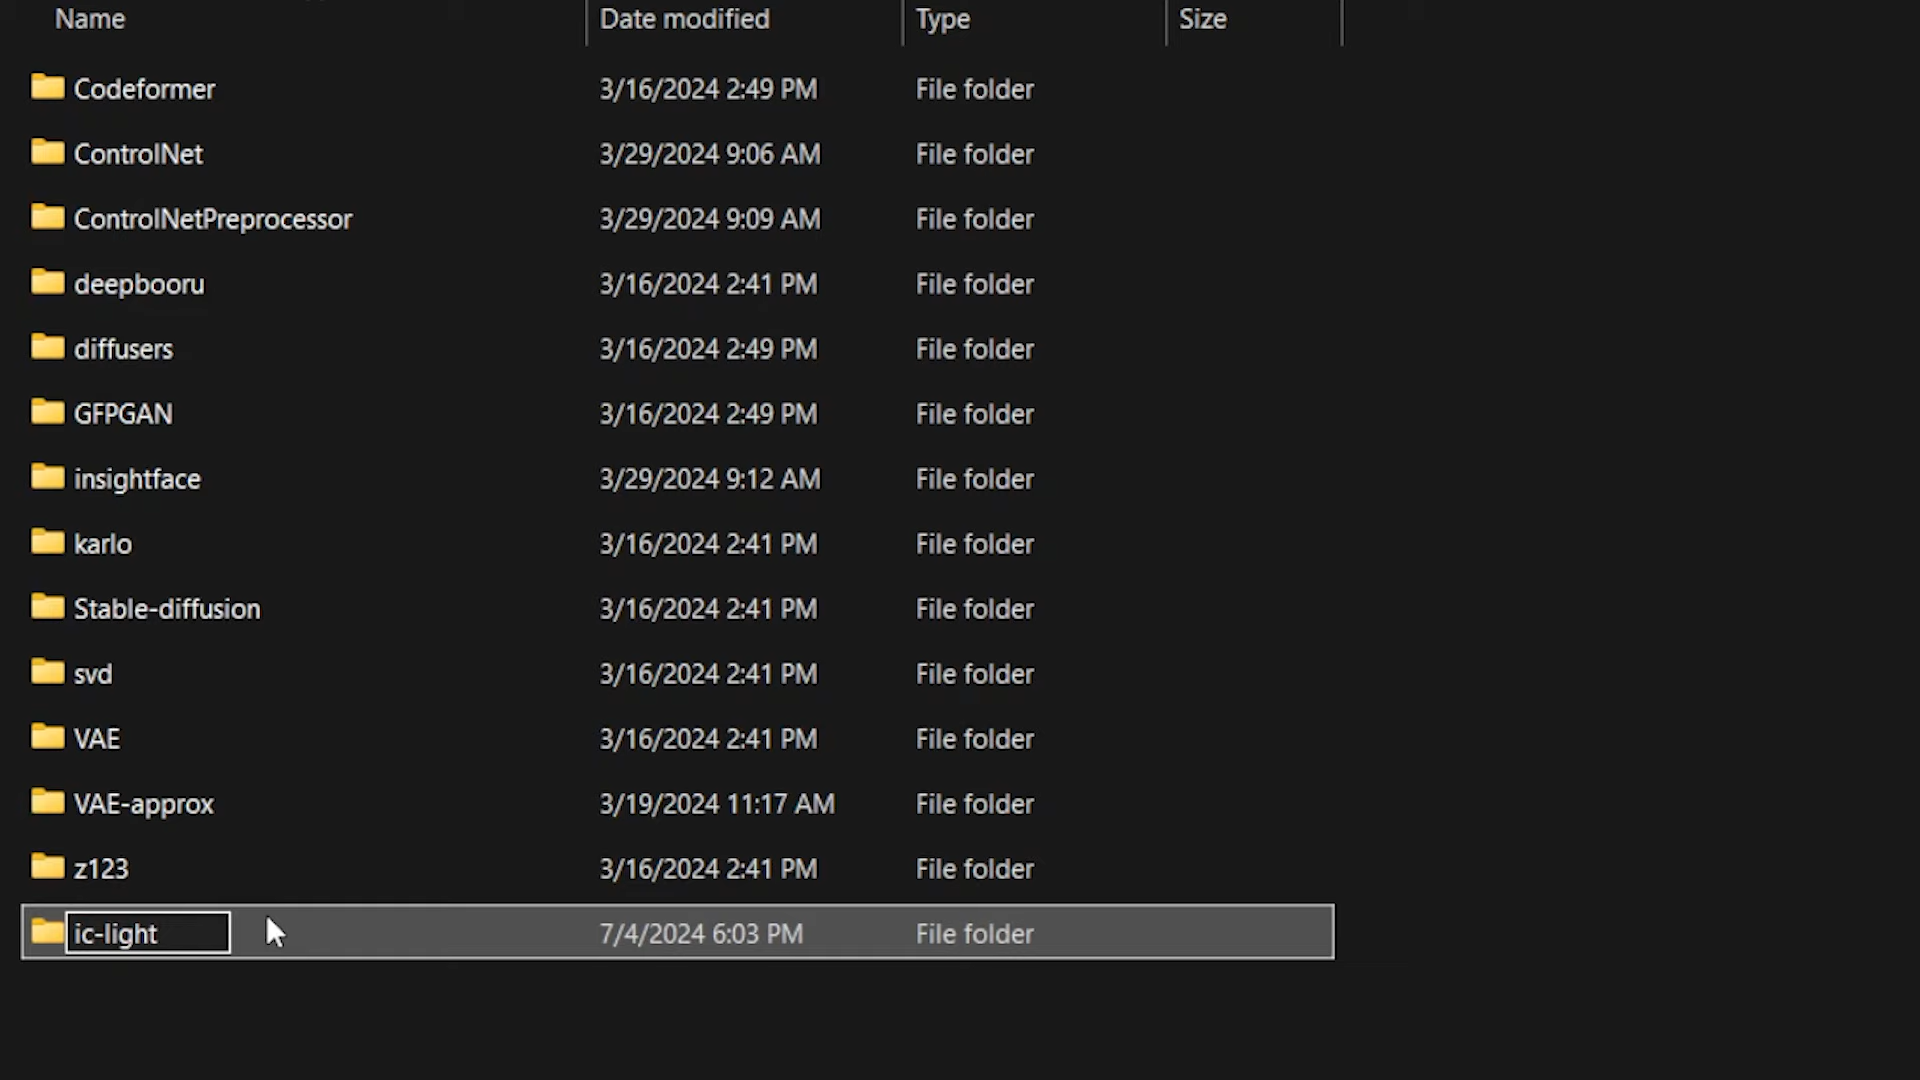 Name Date modified Type Size
Codeformer 3/16/2024 2:49 PM File folder
ControlNet 3/29/2024 9:06 AM File folder
ControlNetPreprocessor 3/29/2024 9:09 AM File folder
deepbooru 3/16/2024 2:41 PM File folder
diffusers 3/16/2024 2:49 PM File folder
GFPGAN 3/16/2024 2:49 PM File folder
insightface 3/29/2024 9:12 AM File folder
karlo 3/16/2024 2:41 PM File folder
Stable-diffusion 3/16/2024 2:41 PM File folder
svd 3/16/2024 2:41 PM File folder
VAE 3/16/2024 2:41 PM File folder
VAE-approx 3/19/2024 11:17 AM File folder
z123 3/16/2024 2:41 PM File folder
ic-light 7/4/2024 6:03 PM File folder